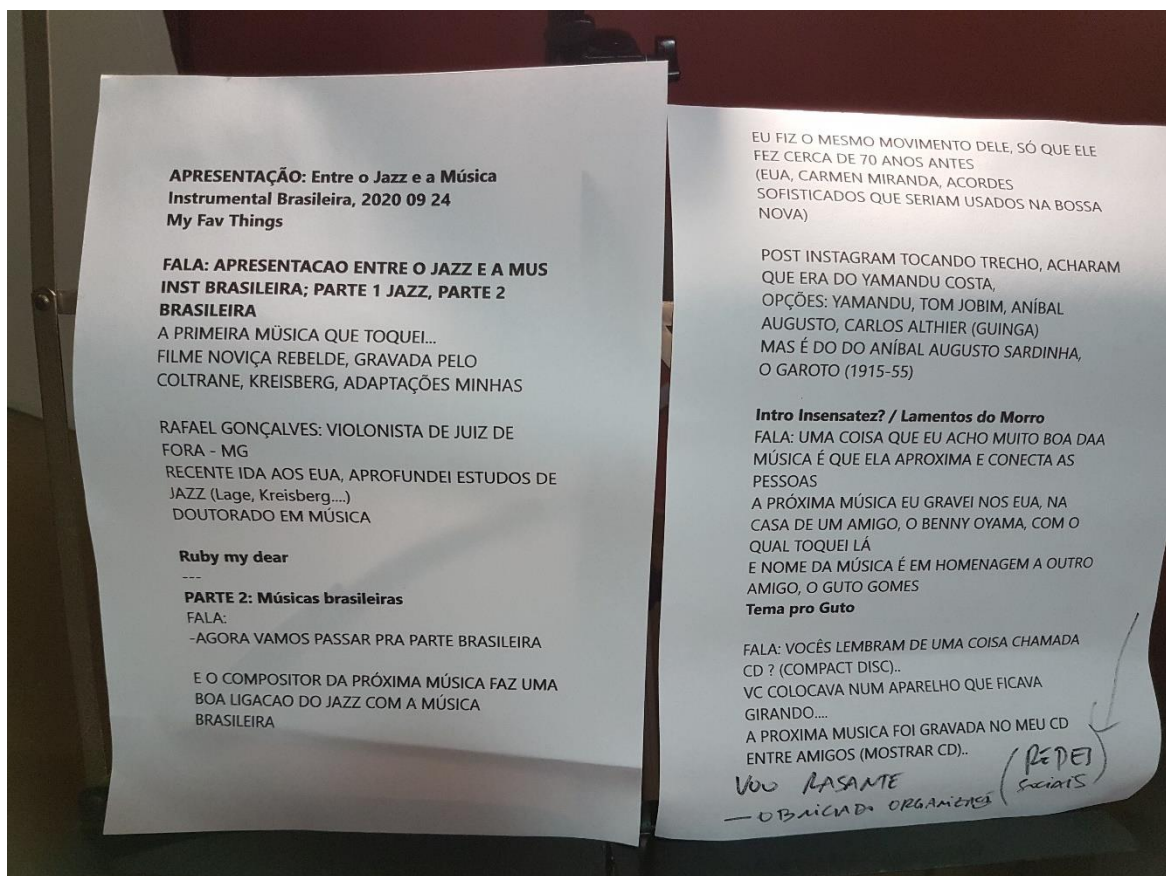 APRESENTAÇÃO: Entre o Jazz e a Música
Instrumental Brasileira, 2020 09 24
My Fav Things
FALA: APRESENTACAO ENTRE O JAZZ E A MUS
INST BRASILEIRA; PARTE 1 JAZZ, PARTE 2
BRASILEIRA
A PRIMEIRA MÜSICA QUE TOQUEI...
FILME NOVIÇA REBELDE, GRAVADA PELO
COLTRANE, KREISBERG, ADAPTAÇÕES MINHAS
RAFAEL GONÇALVES: VIOLONISTA DE JUIZ DE
FORA - MG
RECENTE IDA AOS EUA, APROFUNDEI ESTUDOS DE
JAZZ (Lage, Kreisberg....)
DOUTORADO EM MÚSICA
Ruby my dear
---
PARTE 2: Músicas brasileiras
FALA:
-AGORA VAMOS PASSAR PRA PARTE BRASILEIRA
E O COMPOSITOR DA PRÓXIMA MÚSICA FAZ UMA
BOA LIGACAO DO JAZZ COM A MÚSICA
BRASILEIRA
EU FIZ O MESMO MOVIMENTO DELE, SÓ QUE ELE
FEZ CERCA DE 70 ANOS ANTES
(EUA, CARMEN MIRANDA, ACORDES
SOFISTICADOS QUE SERIAM USADOS NA BOSSA
NOVA)
POST INSTAGRAM TOCANDO TRECHO, ACHARAM
QUE ERA DO YAMANDU COSTA,
OPÇÕES: YAMANDU, TOM JOBIM, ANÍBAL
AUGUSTO, CARLOS ALTHIER (GUINGA)
MAS É DO DO ANÍBAL AUGUSTO SARDINHA,
O GAROTO (1915-55)
Intro Insensatez? / Lamentos do Morro
FALA: UMA COISA QUE EU ACHO MUITO BOA DAA
MÚSICA É QUE ELA APROXIMA E CONECTA AS
PESSOAS
A PRÓXIMA MÚSICA EU GRAVEI NOS EUA, NA
CASA DE UM AMIGO, O BENNY OYAMA, COM O
QUAL TOQUEI LÁ
E NOME DA MÚSICA É EM HOMENAGEM A OUTRO
AMIGO, O GUTO GOMES
Tema pro Guto
FALA: VOCÊS LEMBRAM DE UMA COISA CHAMADA
CD ? (COMPACT DISC)..
VC COLOCAVA NUM APARELHO QUE FICAVA
GIRANDO....
A PROXIMA MUSICA FOI GRAVADA NO MEU CD
ENTRE AMIGOS (MOSTRAR CD)..
VOO RASANTE
(REDES
SOCIAIS)
— OBRIGADO